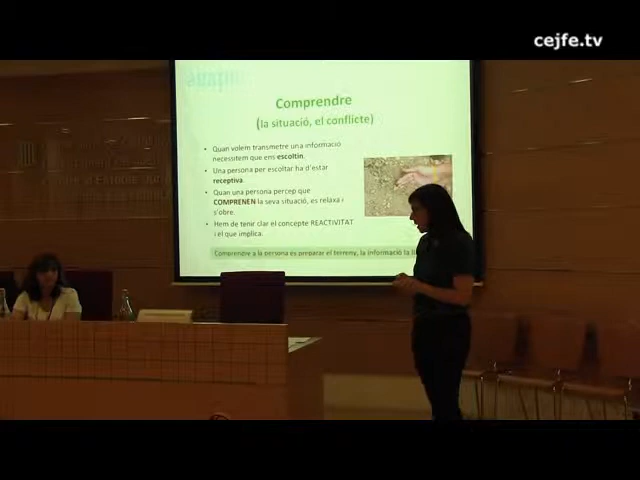 cejfe.tv
Comprendre
(la situació, el conflicte)
• Quan volem transmetre una informació
necessitem que ens escoltin.
• Una persona per escoltar ha d'estar
receptiva.
• Quan una persona percep que
COMPRENEN la seva situació, es relaxa i
s'obre.
• Hem de tenir clar el concepte REACTIVITAT
i el que implica.
Comprendre a la persona és preparar el terreny, la informació la